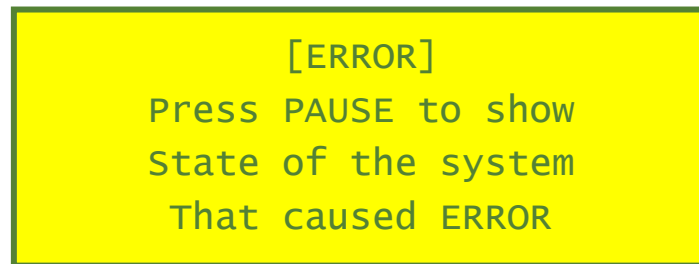 [ERROR]
Press PAUSE to show
State of the system
That caused ERROR